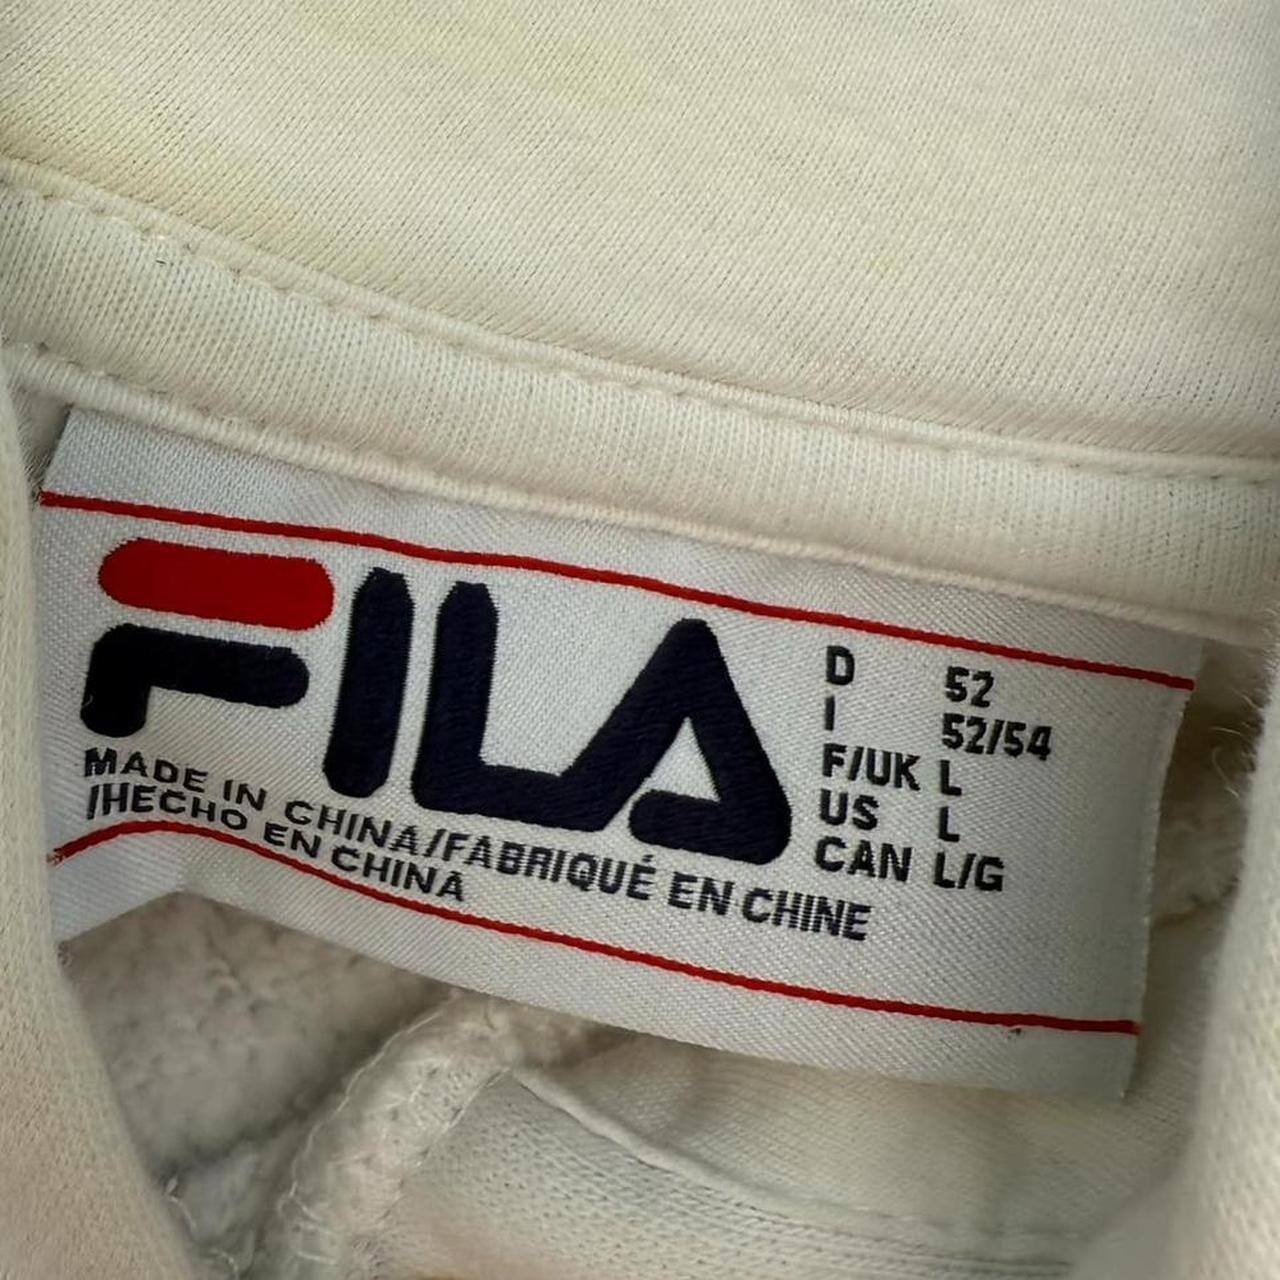 FILA
D 52
I 52/54
F/UK L
US L
CAN L/G
MADE IN CHINA/FABRIQUÉ EN CHINE
/HECHO EN CHINA